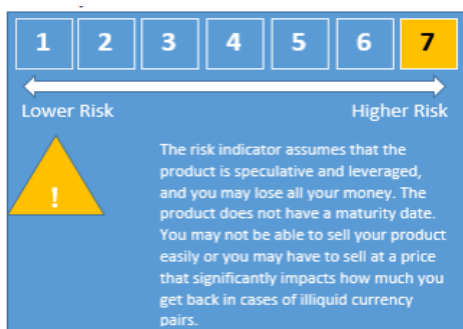 1 2 3 4 5 6 7
Lower Risk Higher Risk
!
The risk indicator assumes that the
product is speculative and leveraged,
and you may lose all your money. The
product does not have a maturity date.
You may not be able to sell your product
easily or you may have to sell at a price
that significantly impacts how much you
get back in cases of illiquid currency
pairs.